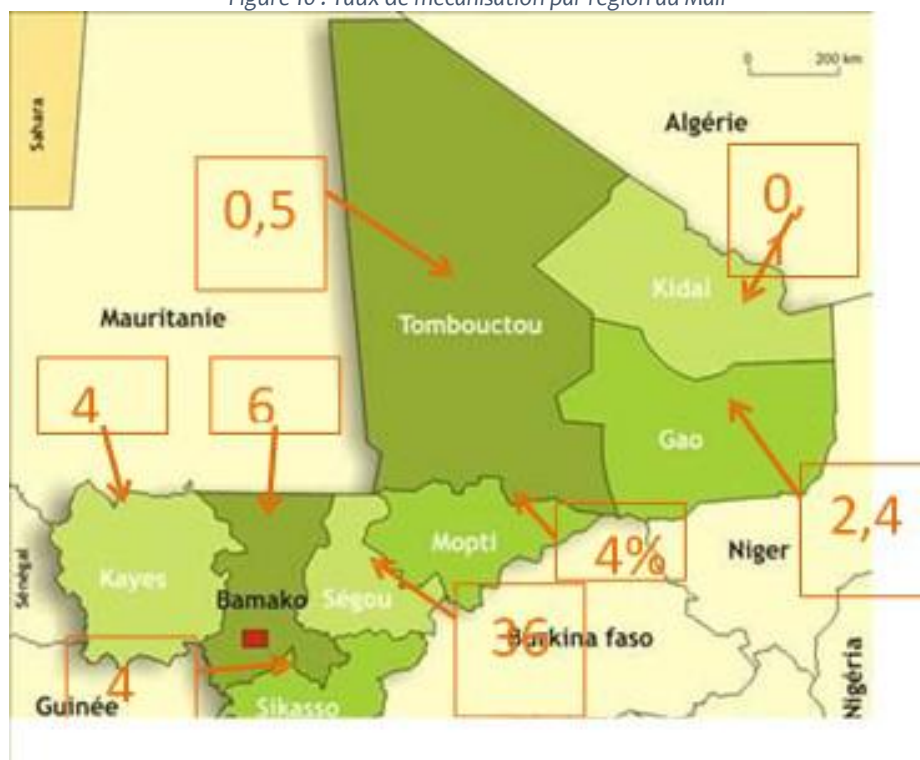 Figure 16 : Taux de mécanisation par région au Mali
0 200 km
Sahara
Algérie
0,5
0,
1
Kidal
Mauritanie
Tombouctou
4
6
Gao
2,4
Mopti
4%
Niger
Sénégal
Kayes
Bamako
Ségou
36
Burkina faso
4
Guinée
Sikasso
Nigéria